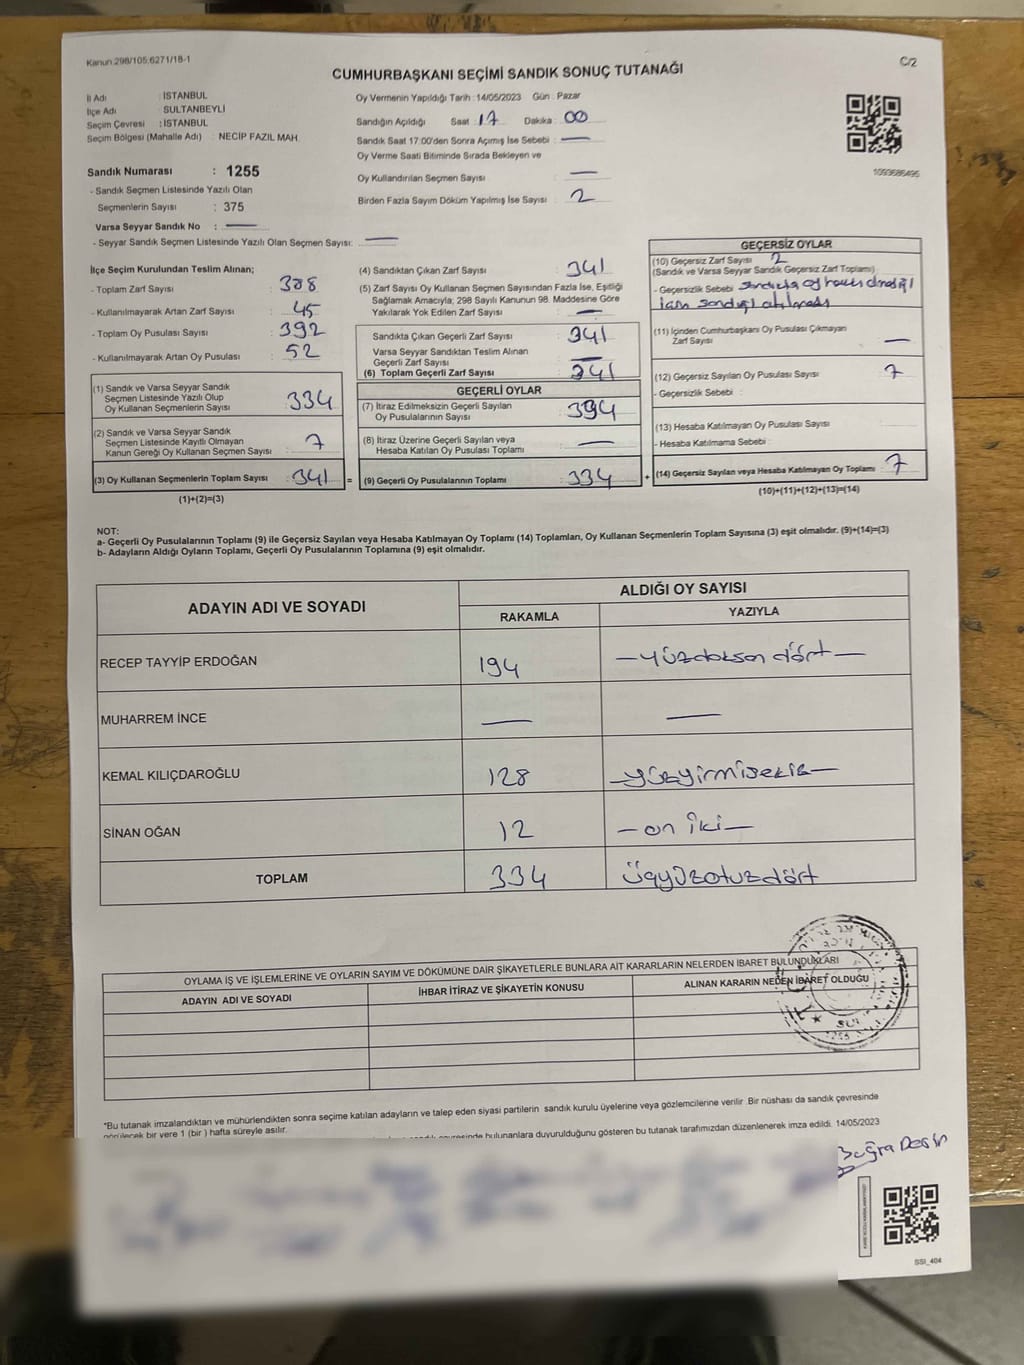 Kanun:298/105;6271/18-1
C/2
CUMHURBAŞKANI SEÇİMİ SANDIK SONUÇ TUTANAĞI
İl Adı : İSTANBUL
İlçe Adı : SULTANBEYLİ
Seçim Çevresi : İSTANBUL
Seçim Bölgesi (Mahalle Adı) : NECİP FAZIL MAH.
Oy Vermenin Yapıldığı Tarih :14/05/2023 Gün : Pazar
Sandığın Açıldığı Saat : 17 Dakika : 00
Sandık Saat 17.00'den Sonra Açımış İse Sebebi : —
Oy Verme Saati Bitiminde Sırada Bekleyen ve
Oy Kullandırılan Seçmen Sayısı : —
Birden Fazla Sayım Döküm Yapılmış İse Sayısı : 2
1093686495
Sandık Numarası : 1255
- Sandık Seçmen Listesinde Yazılı Olan
Seçmenlerin Sayısı : 375
Varsa Seyyar Sandık No : —
- Seyyar Sandık Seçmen Listesinde Yazılı Olan Seçmen Sayısı: —
İlçe Seçim Kurulundan Teslim Alınan;
- Toplam Zarf Sayısı : 388
- Kullanılmayarak Artan Zarf Sayısı : 45
- Toplam Oy Pusulası Sayısı : 392
- Kullanılmayarak Artan Oy Pusulası : 52
(1) Sandık ve Varsa Seyyar Sandık
Seçmen Listesinde Yazılı Olup
Oy Kullanan Seçmenlerin Sayısı : 334
(2) Sandık ve Varsa Seyyar Sandık
Seçmen Listesinde Kayıtlı Olmayan
Kanun Gereği Oy Kullanan Seçmen Sayısı : 7
(3) Oy Kullanan Seçmenlerin Toplam Sayısı : 341 =
(1)+(2)=(3)
(4) Sandıktan Çıkan Zarf Sayısı : 341
(5) Zarf Sayısı Oy Kullanan Seçmen Sayısından Fazla İse, Eşitliği
Sağlamak Amacıyla; 298 Sayılı Kanunun 98. Maddesine Göre
Yakılarak Yok Edilen Zarf Sayısı : —
Sandıkta Çıkan Geçerli Zarf Sayısı : 341
Varsa Seyyar Sandıktan Teslim Alınan
Geçerli Zarf Sayısı : —
(6) Toplam Geçerli Zarf Sayısı : 341
GEÇERLİ OYLAR
(7) İtiraz Edilmeksizin Geçerli Sayılan
Oy Pusulalarının Sayısı : 394
(8) İtiraz Üzerine Geçerli Sayılan veya
Hesaba Katılan Oy Pusulası Toplamı : —
(9) Geçerli Oy Pusulalarının Toplamı : 334 +
GEÇERSİZ OYLAR
(10) Geçersiz Zarf Sayısı : 2
(Sandık ve Varsa Seyyar Sandık Geçersiz Zarf Toplamı)
- Geçersizlik Sebebi :
(11) İçinden Cumhurbaşkanı Oy Pusulası Çıkmayan
Zarf Sayısı : —
(12) Geçersiz Sayılan Oy Pusulası Sayısı : 7
- Geçersizlik Sebebi :
(13) Hesaba Katılmayan Oy Pusulası Sayısı :
- Hesaba Katılmama Sebebi :
(14) Geçersiz Sayılan veya Hesaba Katılmayan Oy Toplamı : 7
(10)+(11)+(12)+(13)=(14)
NOT:
a- Geçerli Oy Pusulalarının Toplamı (9) ile Geçersiz Sayılan veya Hesaba Katılmayan Oy Toplamı (14) Toplamları, Oy Kullanan Seçmenlerin Toplam Sayısına (3) eşit olmalıdır. (9)+(14)=(3)
b- Adayların Aldığı Oyların Toplamı, Geçerli Oy Pusulalarının Toplamına (9) eşit olmalıdır.
ADAYIN ADI VE SOYADI
ALDIĞI OY SAYISI
RAKAMLA YAZIYLA
RECEP TAYYİP ERDOĞAN 194 —yüzdoksan dört—
MUHARREM İNCE — —
KEMAL KILIÇDAROĞLU 128 —yüzyirmisekiz—
SİNAN OĞAN 12 —on iki—
TOPLAM 334 üçyüzotuzdört
OYLAMA İŞ VE İŞLEMLERİNE VE OYLARIN SAYIM VE DÖKÜMÜNE DAİR ŞİKAYETLERLE BUNLARA AİT KARARLARIN NELERDEN İBARET BULUNDUKLARI
ADAYIN ADI VE SOYADI İHBAR İTİRAZ VE ŞİKAYETİN KONUSU ALINAN KARARIN NEDEN İBARET OLDUĞU
*Bu tutanak imzalandıktan ve mühürlendikten sonra seçime katılan adayların ve talep eden siyasi partilerin sandık kurulu üyelerine veya gözlemcilerine verilir .Bir nüshası da sandık çevresinde
görülecek bir yere 1 (bir ) hafta süreyle asılır.
bulunanlara duyurulduğunu gösteren bu tutanak tarafımızdan düzenlenerek imza edildi. 14/05/2023
SSI_404